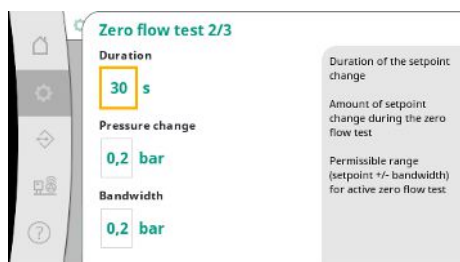 Zero flow test 2/3
Duration
30 s
Pressure change
0,2 bar
Bandwidth
0,2 bar
Duration of the setpoint
change
Amount of setpoint
change during the zero
flow test
Permissible range
(setpoint +/- bandwidth)
for active zero flow test
?